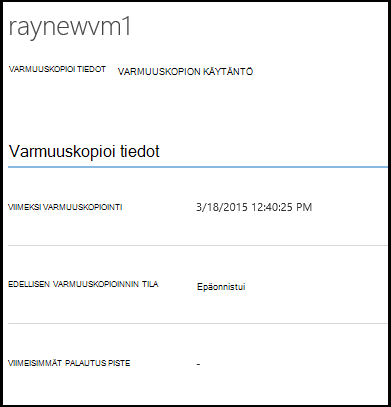 raynewvm1
VARMUUSKOPIOI TIEDOT VARMUUSKOPION KÄYTÄNTÖ
Varmuuskopioi tiedot
VIIMEKSI VARMUUSKOPIOINTI 3/18/2015 12:40:25 PM
EDELLISEN VARMUUSKOPIOINNIN TILA Epäonnistui
VIIMEISIMMÄT PALAUTUS PISTE -